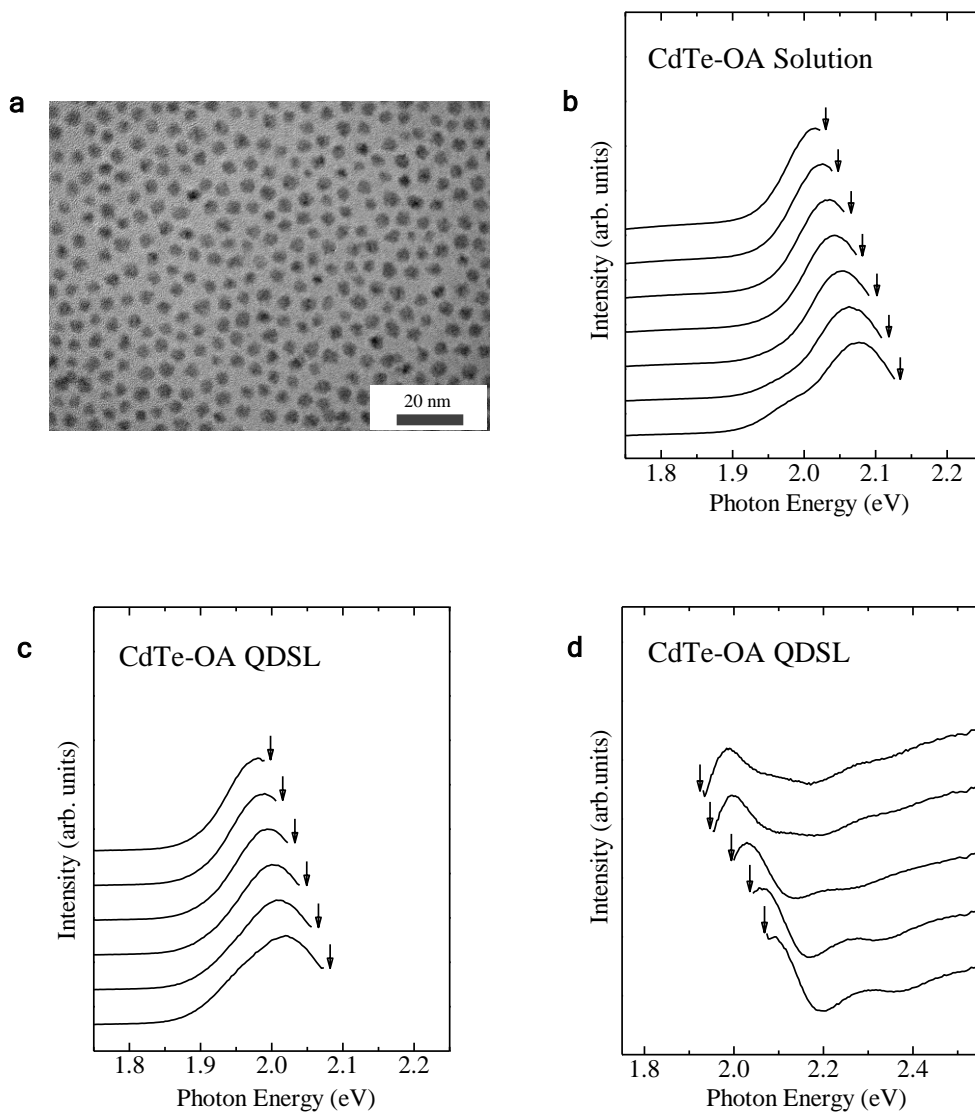 a
20 nm
b
CdTe-OA Solution
Intensity (arb. units)
1.8 1.9 2.0 2.1 2.2
Photon Energy (eV)
c
CdTe-OA QDSL
Intensity (arb. units)
1.8 1.9 2.0 2.1 2.2
Photon Energy (eV)
d
CdTe-OA QDSL
Intensity (arb.units)
1.8 2.0 2.2 2.4
Photon Energy (eV)